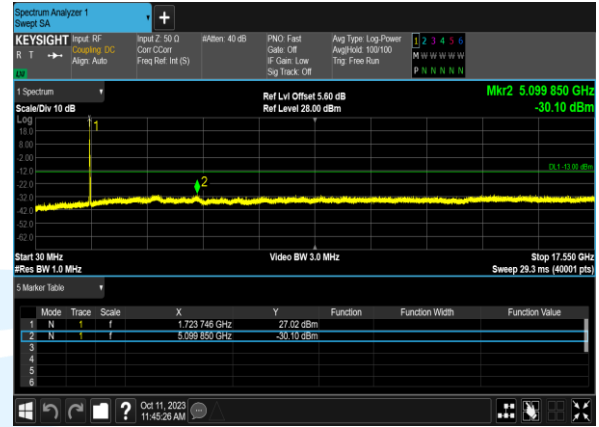 Spectrum Analyzer 1
Swept SA
KEYSIGHT Input: RF Input Z: 50 Ω #Atten: 40 dB PNO: Fast Avg Type: Log-Power 1 2 3 4 5 6
R T Coupling: DC Corr CCorr Gate: Off Avg|Hold: 100/100 M W W W W W
Align: Auto Freq Ref: Int (S) IF Gain: Low Trig: Free Run
LW Sig Track: Off P N N N N N
1 Spectrum Ref Lvl Offset 5.60 dB Mkr2 5.099 850 GHz
Scale/Div 10 dB Ref Level 28.00 dBm -30.10 dBm
Log
1
18.0
8.00
-2.00
-12.0 DL1 -13.00 dBm
2
-22.0
-32.0
-42.0
-52.0
-62.0
Start 30 MHz Video BW 3.0 MHz Stop 17.550 GHz
#Res BW 1.0 MHz Sweep 29.3 ms (40001 pts)
5 Marker Table
Mode Trace Scale X Y Function Function Width Function Value
1 N 1 f 1.723 746 GHz 27.02 dBm
2 N 1 f 5.099 850 GHz -30.10 dBm
3
4
5
6
? Oct 11, 2023
11:45:26 AM